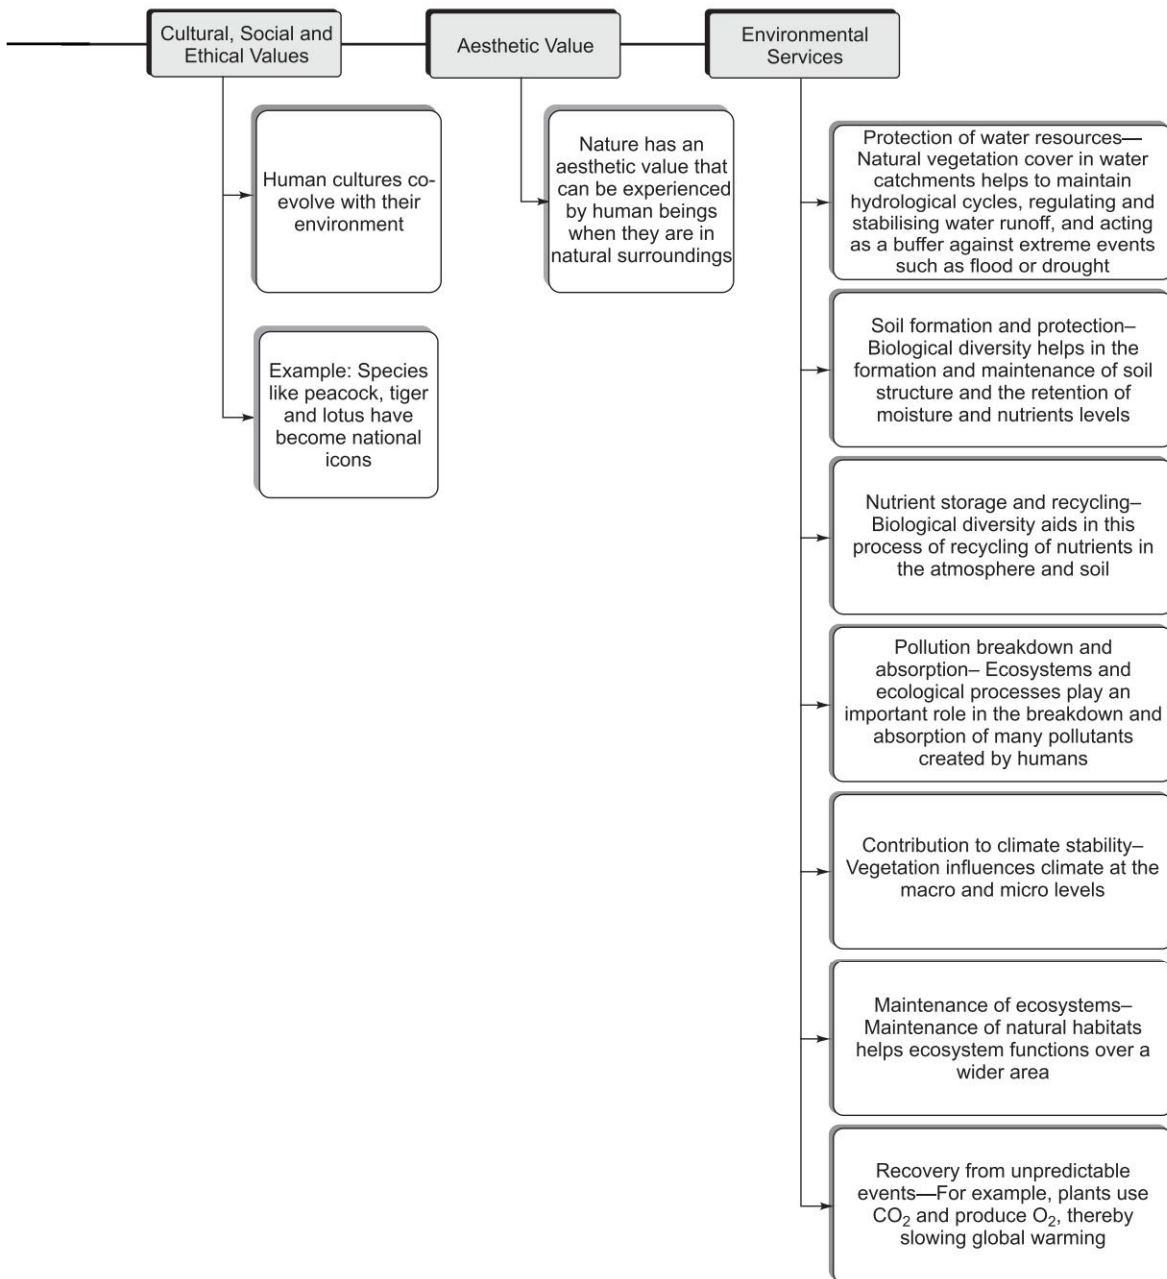 Cultural, Social and
Ethical Values
Aesthetic Value
Environmental
Services
Human cultures co-
evolve with their
environment
Example: Species
like peacock, tiger
and lotus have
become national
icons
Nature has an
aesthetic value that
can be experienced
by human beings
when they are in
natural surroundings
Protection of water resources—
Natural vegetation cover in water
catchments helps to maintain
hydrological cycles, regulating and
stabilising water runoff, and acting
as a buffer against extreme events
such as flood or drought
Soil formation and protection–
Biological diversity helps in the
formation and maintenance of soil
structure and the retention of
moisture and nutrients levels
Nutrient storage and recycling–
Biological diversity aids in this
process of recycling of nutrients in
the atmosphere and soil
Pollution breakdown and
absorption– Ecosystems and
ecological processes play an
important role in the breakdown and
absorption of many pollutants
created by humans
Contribution to climate stability–
Vegetation influences climate at the
macro and micro levels
Maintenance of ecosystems–
Maintenance of natural habitats
helps ecosystem functions over a
wider area
Recovery from unpredictable
events—For example, plants use
CO₂ and produce O₂, thereby
slowing global warming